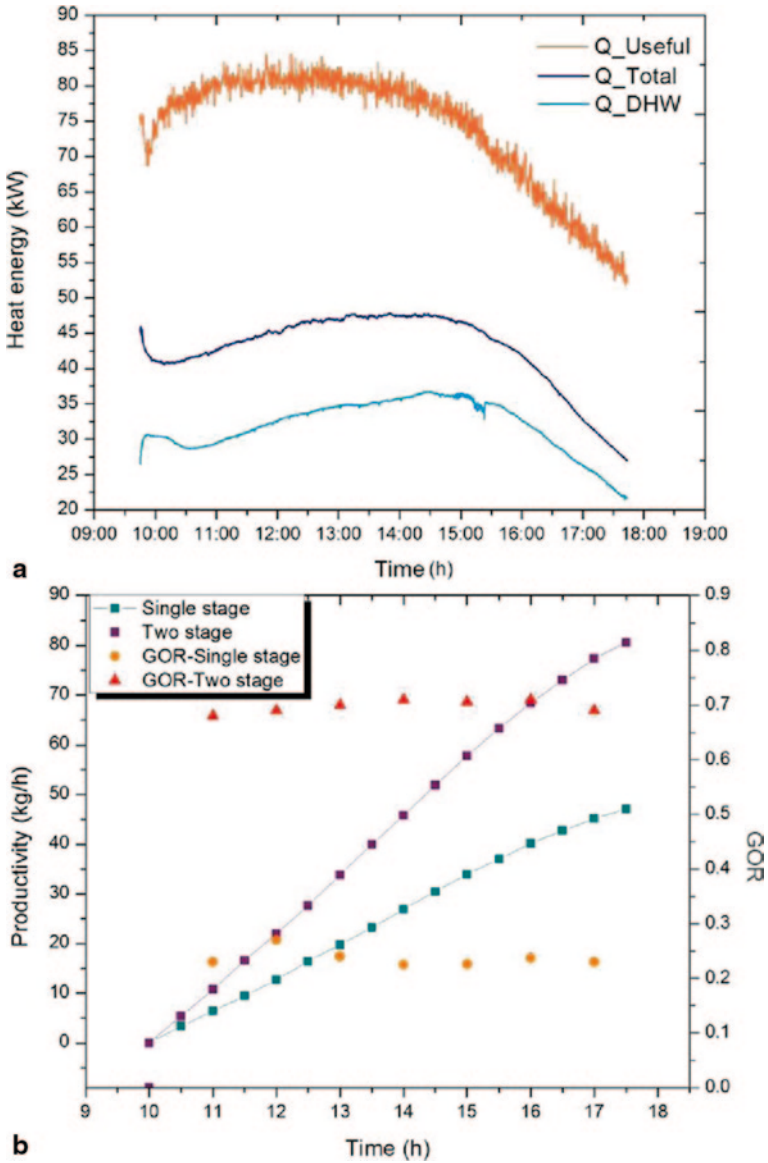 90
85
80
75
70
65
60
55
50
45
40
35
30
25
20
Heat energy (kW)
Q_Useful
Q_Total
Q_DHW
09:00 10:00 11:00 12:00 13:00 14:00 15:00 16:00 17:00 18:00 19:00
Time (h)
a
90
80
70
60
50
40
30
20
10
0
Productivity (kg/h)
Single stage
Two stage
GOR-Single stage
GOR-Two stage
0.9
0.8
0.7
0.6
0.5
0.4
0.3
0.2
0.1
0.0
GOR
9 10 11 12 13 14 15 16 17 18
Time (h)
b